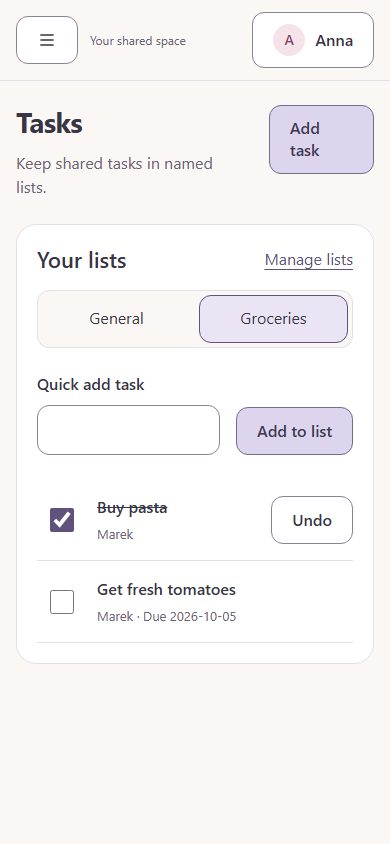 Your shared space
A
Anna
Tasks
Add
task
Keep shared tasks in named
lists.
Your lists
Manage lists
General
Groceries
Quick add task
Add to list
Buy pasta
Marek
Undo
Get fresh tomatoes
Marek · Due 2026-10-05